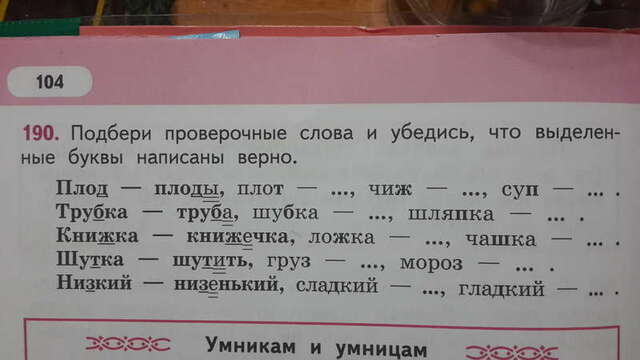 104
190. Подбери проверочные слова и убедись, что выделен-
ные буквы написаны верно.
Плод — плоды, плот — ..., чиж — ..., суп — ... .
Трубка — труба, шубка — ..., шляпка — ... .
Книжка — книжечка, ложка — ..., чашка — ... .
Шутка — шутить, груз — ..., мороз — ... .
Низкий — низенький, сладкий — ..., гладкий — ... .
Умникам и умницам